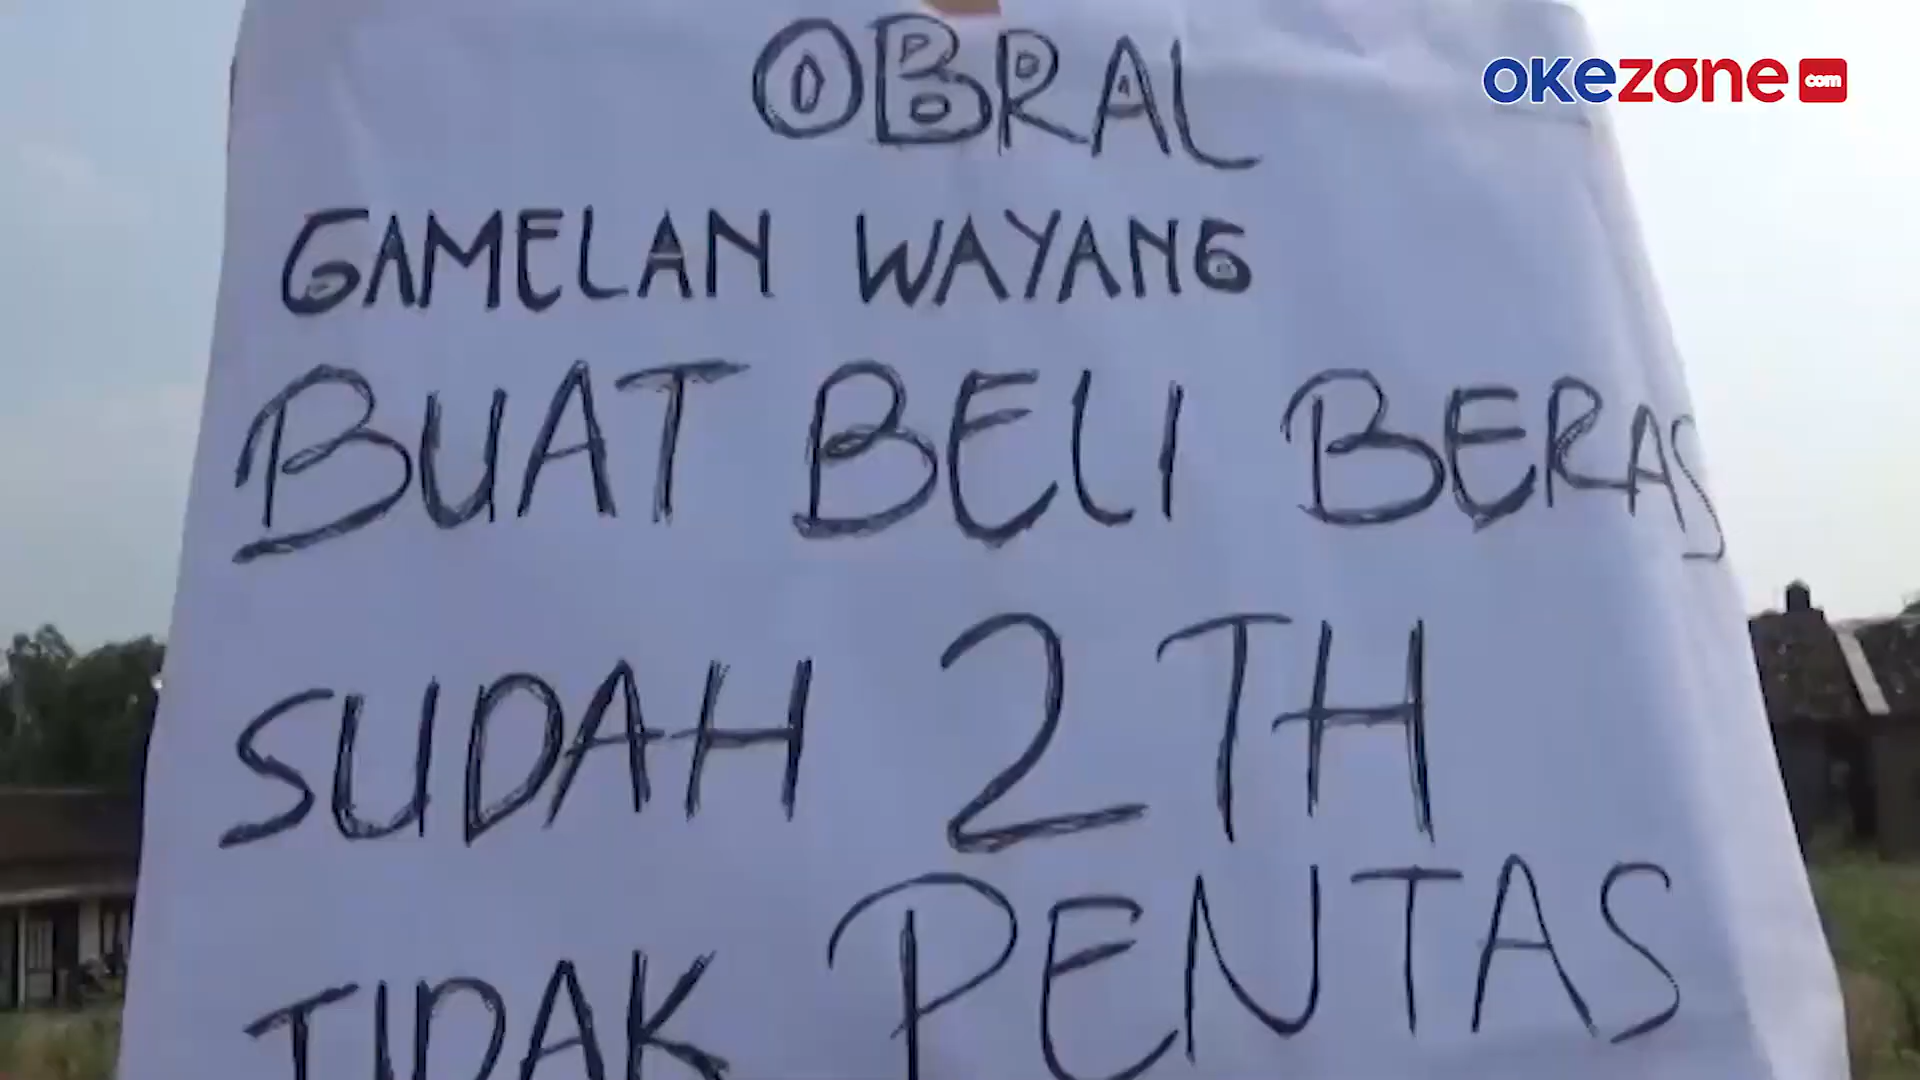 OBRAL
okezone.com
GAMELAN WAYANG
BUAT BELI BERAS
SUDAH 2 TH
TIDAK PENTAS